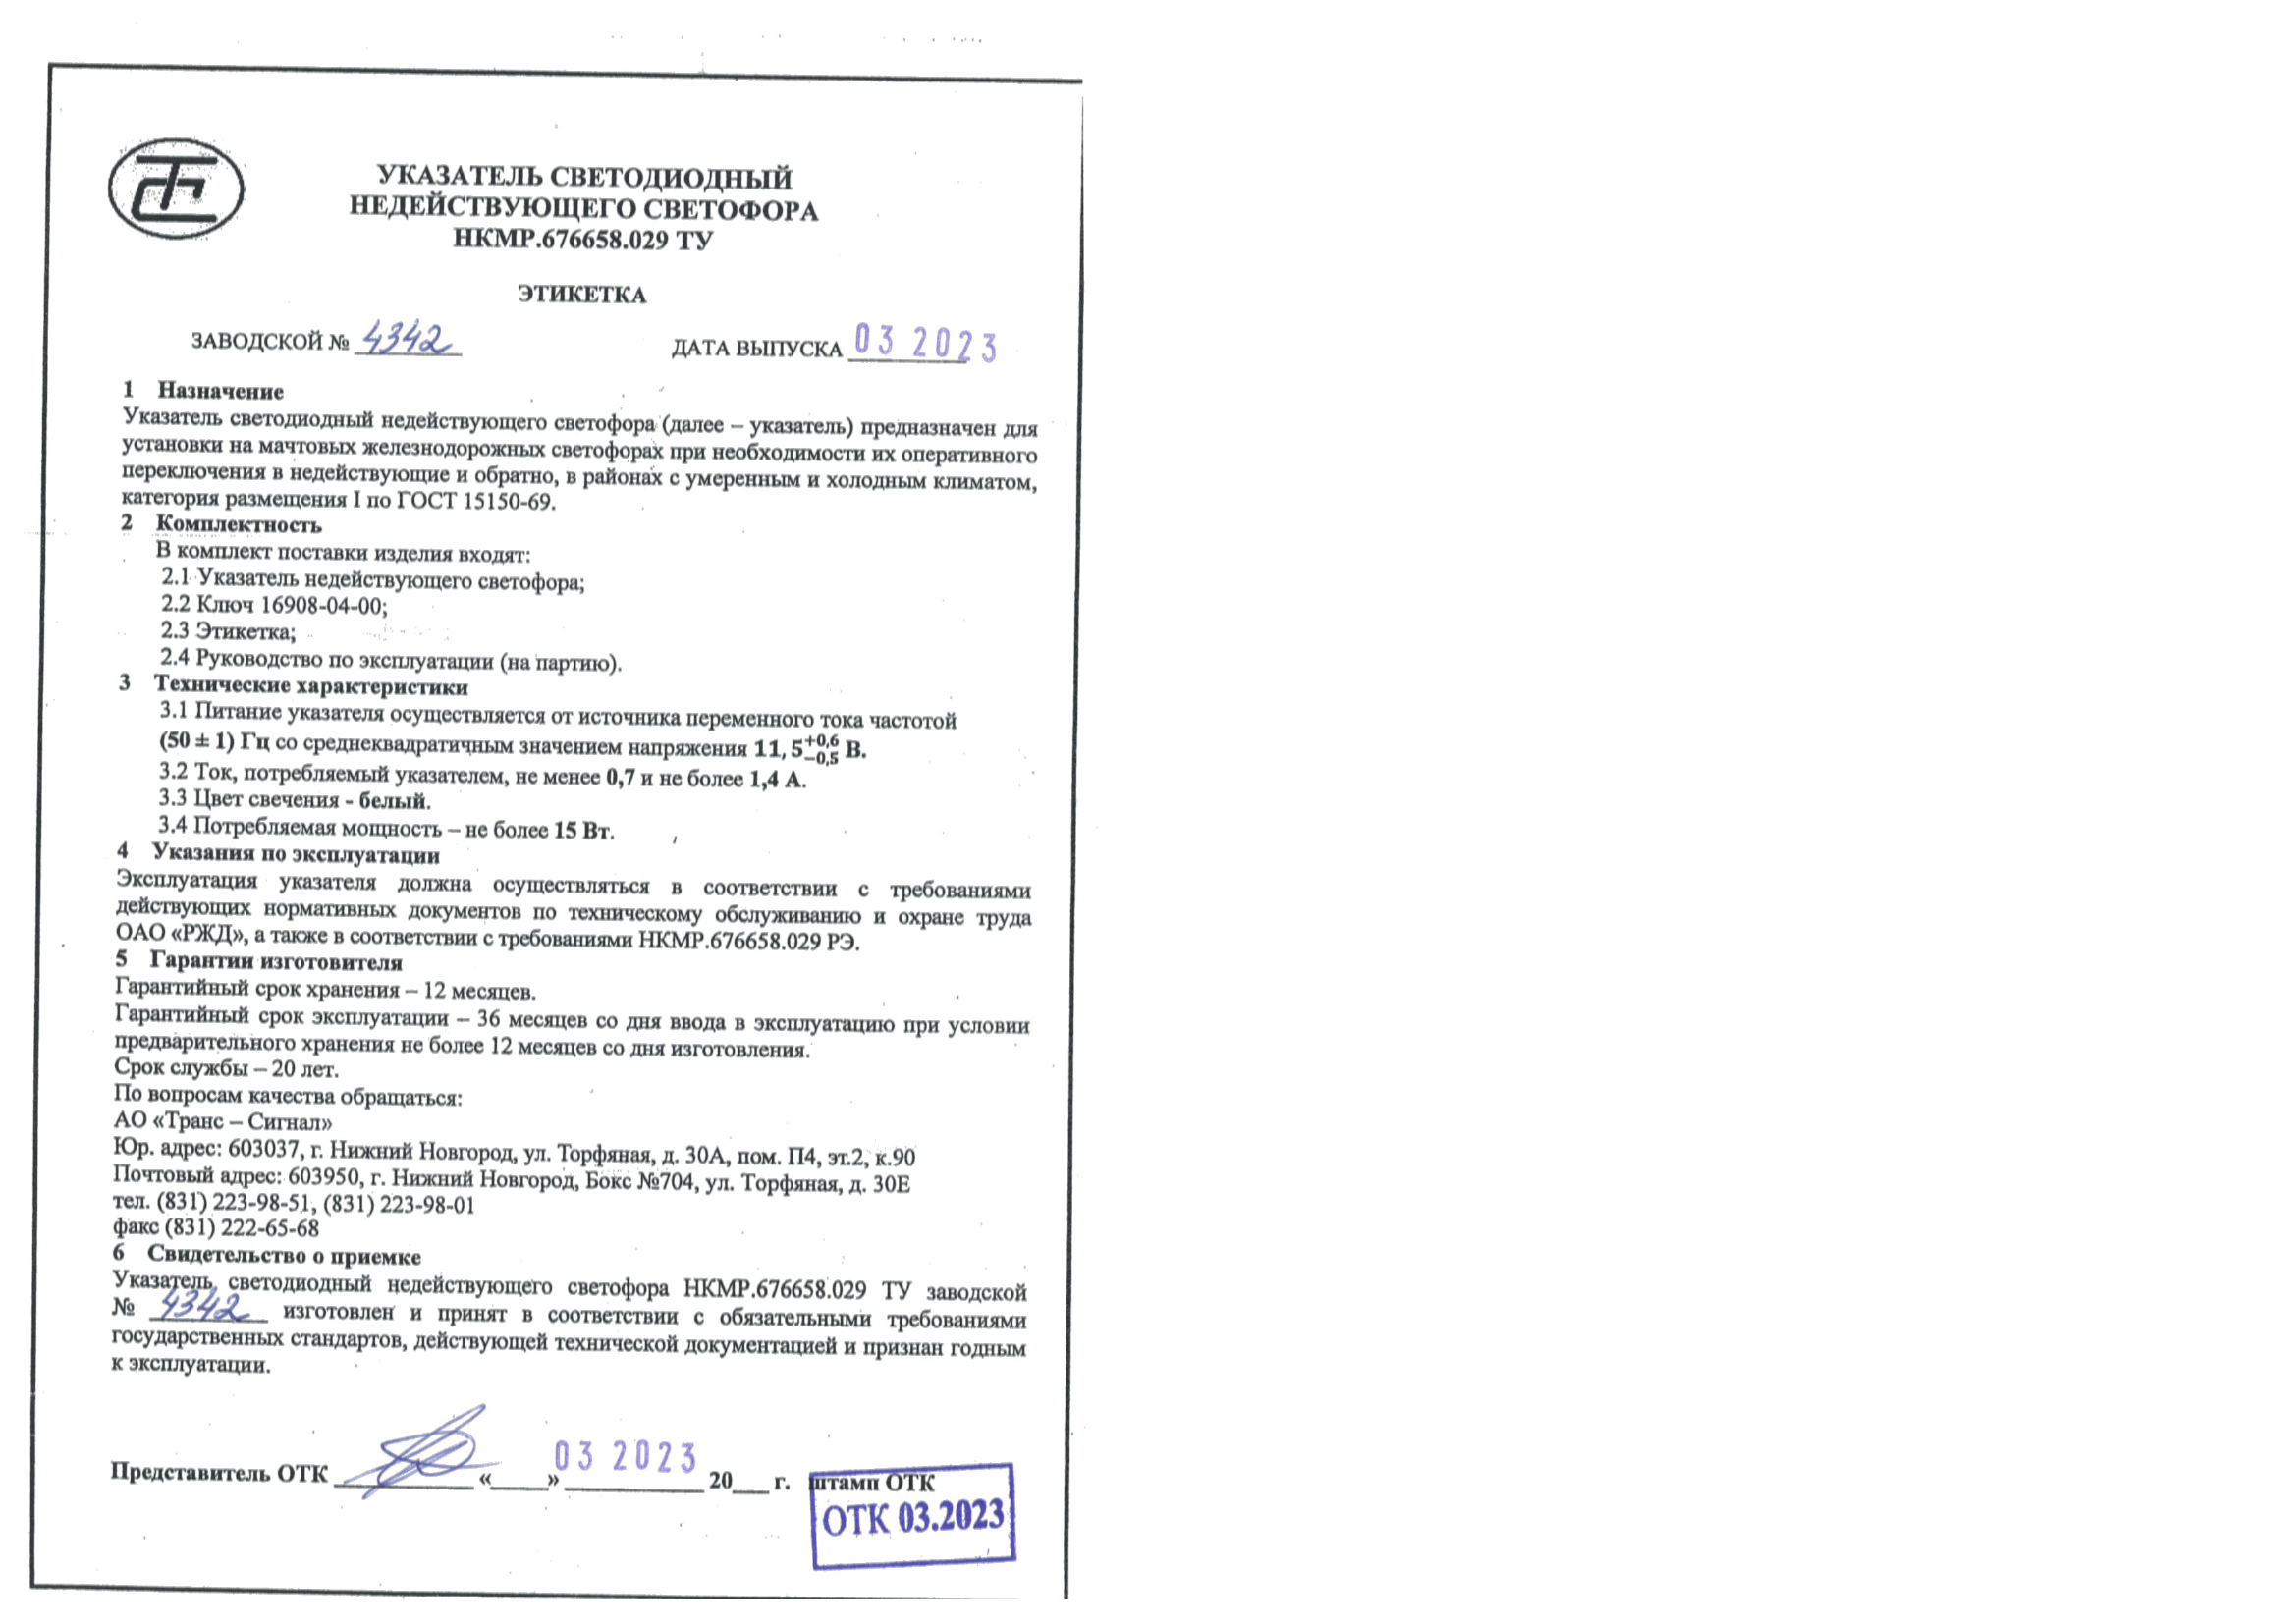 УКАЗАТЕЛЬ СВЕТОДИОДНЫЙ
НЕДЕЙСТВУЮЩЕГО СВЕТОФОРА
НКМР.676658.029 ТУ
ЭТИКЕТКА
ЗАВОДСКОЙ № 4342 ДАТА ВЫПУСКА 03 2023
1 Назначение
Указатель светодиодный недействующего светофора (далее – указатель) предназначен для
установки на мачтовых железнодорожных светофорах при необходимости их оперативного
переключения в недействующие и обратно, в районах с умеренным и холодным климатом,
категория размещения I по ГОСТ 15150-69.
2 Комплектность
В комплект поставки изделия входят:
2.1 Указатель недействующего светофора;
2.2 Ключ 16908-04-00;
2.3 Этикетка;
2.4 Руководство по эксплуатации (на партию).
3 Технические характеристики
3.1 Питание указателя осуществляется от источника переменного тока частотой
(50 ± 1) Гц со среднеквадратичным значением напряжения 11,5 +0,6 −0,5 В.
3.2 Ток, потребляемый указателем, не менее 0,7 и не более 1,4 А.
3.3 Цвет свечения - белый.
3.4 Потребляемая мощность – не более 15 Вт.
4 Указания по эксплуатации
Эксплуатация указателя должна осуществляться в соответствии с требованиями
действующих нормативных документов по техническому обслуживанию и охране труда
ОАО «РЖД», а также в соответствии с требованиями НКМР.676658.029 РЭ.
5 Гарантии изготовителя
Гарантийный срок хранения – 12 месяцев.
Гарантийный срок эксплуатации – 36 месяцев со дня ввода в эксплуатацию при условии
предварительного хранения не более 12 месяцев со дня изготовления.
Срок службы – 20 лет.
По вопросам качества обращаться:
АО «Транс – Сигнал»
Юр. адрес: 603037, г. Нижний Новгород, ул. Торфяная, д. 30А, пом. П4, эт.2, к.90
Почтовый адрес: 603950, г. Нижний Новгород, Бокс №704, ул. Торфяная, д. 30Е
тел. (831) 223-98-51, (831) 223-98-01
факс (831) 222-65-68
6 Свидетельство о приемке
Указатель светодиодный недействующего светофора НКМР.676658.029 ТУ заводской
№ 4342 изготовлен и принят в соответствии с обязательными требованиями
государственных стандартов, действующей технической документацией и признан годным
к эксплуатации.
Представитель ОТК «____» 03 2023 20___ г. штамп ОТК
ОТК 03.2023